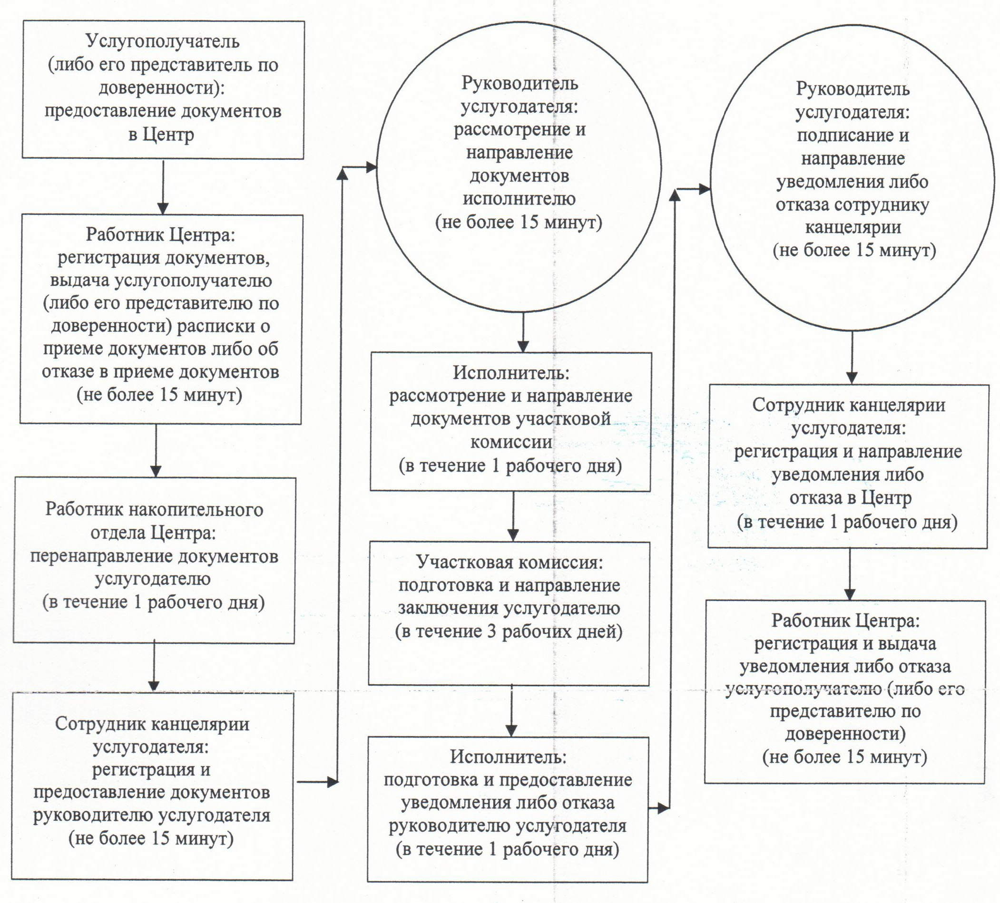 Услугополучатель
(либо его представитель по
доверенности):
предоставление документов
в Центр
Работник Центра:
регистрация документов,
выдача услугополучателю
(либо его представителю по
доверенности) расписки о
приеме документов либо об
отказе в приеме документов
(не более 15 минут)
Работник накопительного
отдела Центра:
перенаправление документов
услугодателю
(в течение 1 рабочего дня)
Сотрудник канцелярии
услугодателя:
регистрация и
предоставление документов
руководителю услугодателя
(не более 15 минут)
Руководитель
услугодателя:
рассмотрение и
направление
документов
исполнителю
(не более 15 минут)
Исполнитель:
рассмотрение и направление
документов участковой
комиссии
(в течение 1 рабочего дня)
Участковая комиссия:
подготовка и направление
заключения услугодателю
(в течение 3 рабочих дней)
Исполнитель:
подготовка и предоставление
уведомления либо отказа
руководителю услугодателя
(в течение 1 рабочего дня)
Руководитель
услугодателя:
подписание и
направление
уведомления либо
отказа сотруднику
канцелярии
(не более 15 минут)
Сотрудник канцелярии
услугодателя:
регистрация и направление
уведомления либо
отказа в Центр
(в течение 1 рабочего дня)
Работник Центра:
регистрация и выдача
уведомления либо отказа
услугополучателю (либо его
представителю по
доверенности)
(не более 15 минут)